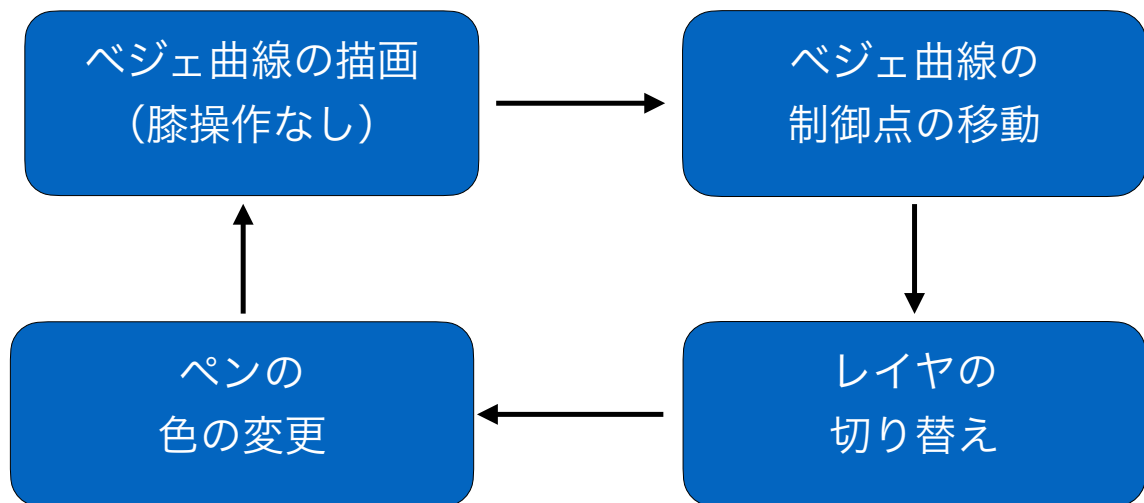 ベジェ曲線の描画
（膝操作なし）
ベジェ曲線の
制御点の移動
ペンの
色の変更
レイヤの
切り替え